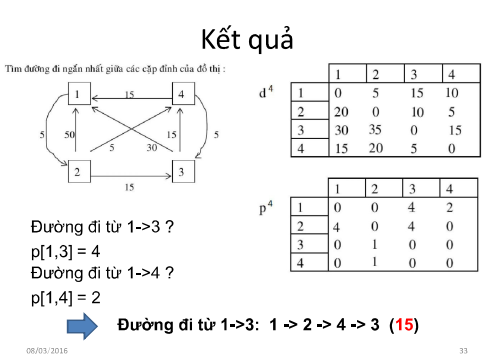 Kết quả
Tìm đường đi ngắn nhất giữa các cặp đỉnh của đồ thị :
1 15 4
5 50 15 5
5 30
2 3
15
d4
1 2 3 4
1 0 5 15 10
2 20 0 10 5
3 30 35 0 15
4 15 20 5 0
p4
1 2 3 4
1 0 0 4 2
2 4 0 4 0
3 0 1 0 0
4 0 1 0 0
Đường đi từ 1->3 ?
p[1,3] = 4
Đường đi từ 1->4 ?
p[1,4] = 2
Đường đi từ 1->3: 1 -> 2 -> 4 -> 3 (15)
08/03/2016 33